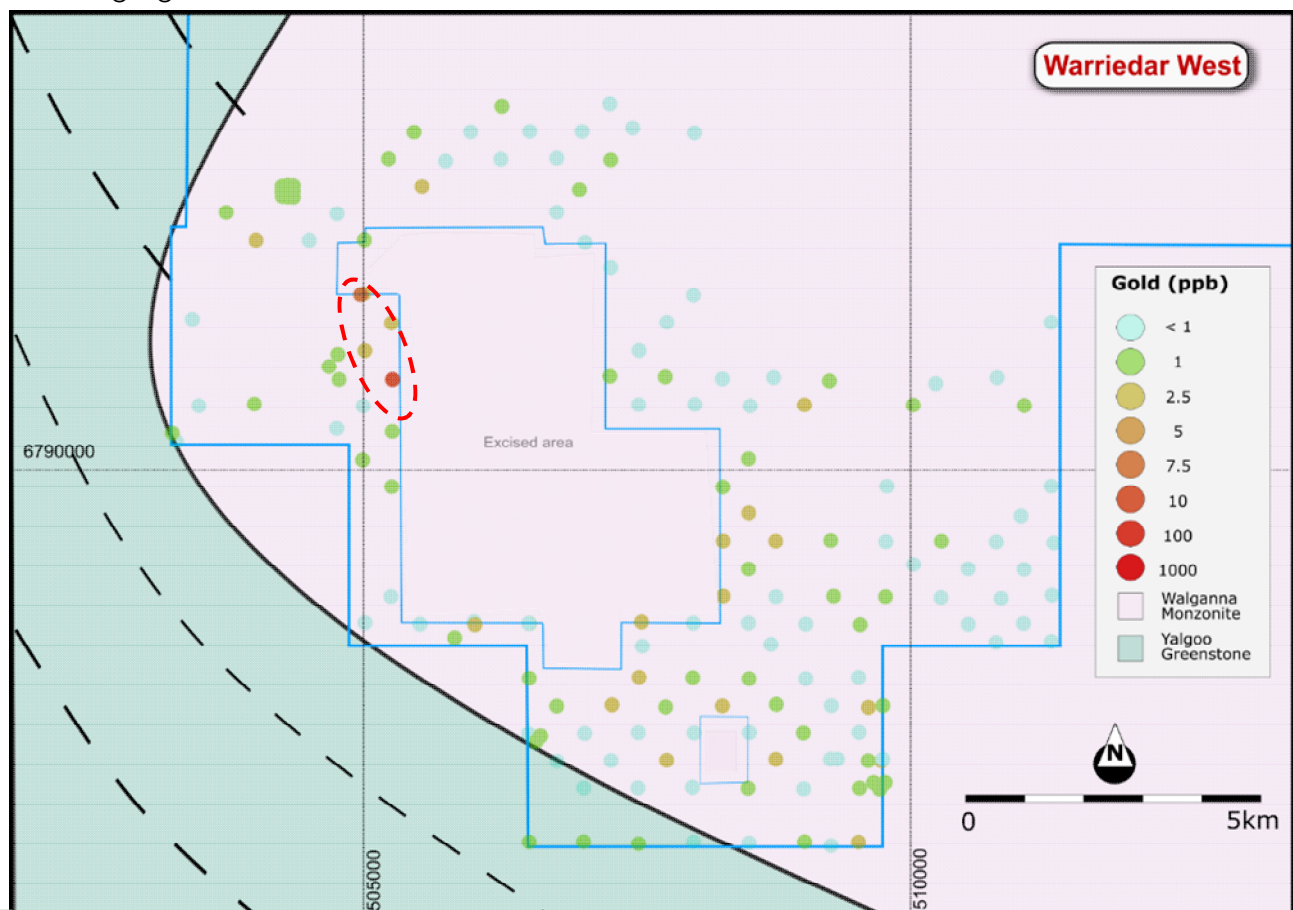 Warriedar West
Gold (ppb)
< 1
1
2.5
5
7.5
10
100
1000
Walganna
Monzonite
Yalgoo
Greenstone
Excised area
6790000
N
0 5km
505000
510000